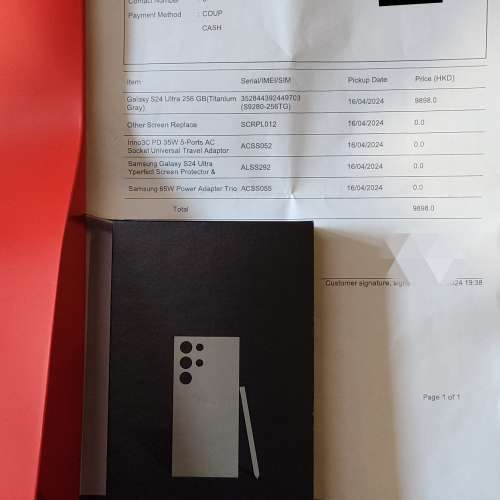 Contact Number :
Payment Method : COUP
CASH
Item Serial/IMEI/SIM Pickup Date Price (HKD)
Galaxy S24 Ultra 256 GB(Titanium 352844392449703 16/04/2024 9898.0
Gray) (S9280-256TG)
Other Screen Replace SCRPL012 16/04/2024 0.0
Inno3C PD 35W 5-Ports AC ACSS052 16/04/2024 0.0
Socket Universal Travel Adaptor
Samsung Galaxy S24 Ultra ALSS292 16/04/2024 0.0
Yperfect Screen Protector &
Samsung 65W Power Adapter Trio ACSS055 16/04/2024 0.0
Total 9898.0
Customer signature, 19:38
Page 1 of 1